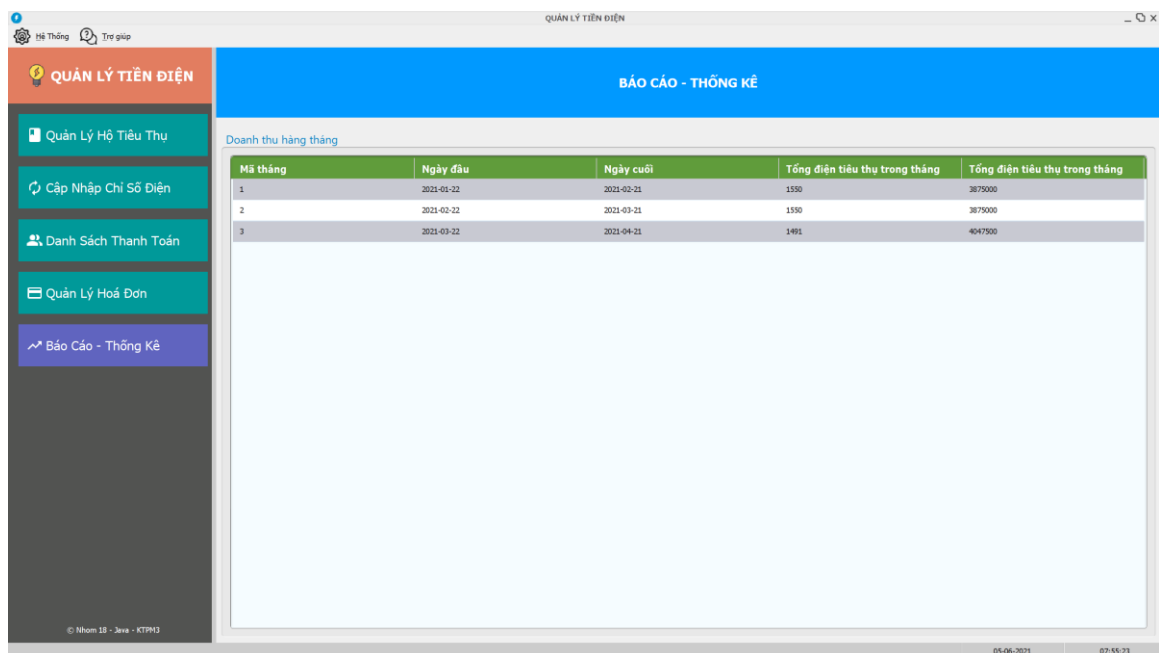 QUẢN LÝ TIỀN ĐIỆN
Hệ Thống Trợ giúp
QUẢN LÝ TIỀN ĐIỆN
BÁO CÁO - THỐNG KÊ
Quản Lý Hộ Tiêu Thụ
Cập Nhập Chỉ Số Điện
Danh Sách Thanh Toán
Quản Lý Hoá Đơn
Báo Cáo - Thống Kê
Doanh thu hàng tháng
Mã tháng Ngày đầu Ngày cuối Tổng điện tiêu thụ trong tháng Tổng điện tiêu thụ trong tháng
1 2021-01-22 2021-02-21 1550 3875000
2 2021-02-22 2021-03-21 1550 3875000
3 2021-03-22 2021-04-21 1491 4047500
© Nhom 18 - Java - KTPM3
05-06-2021 07:55:23